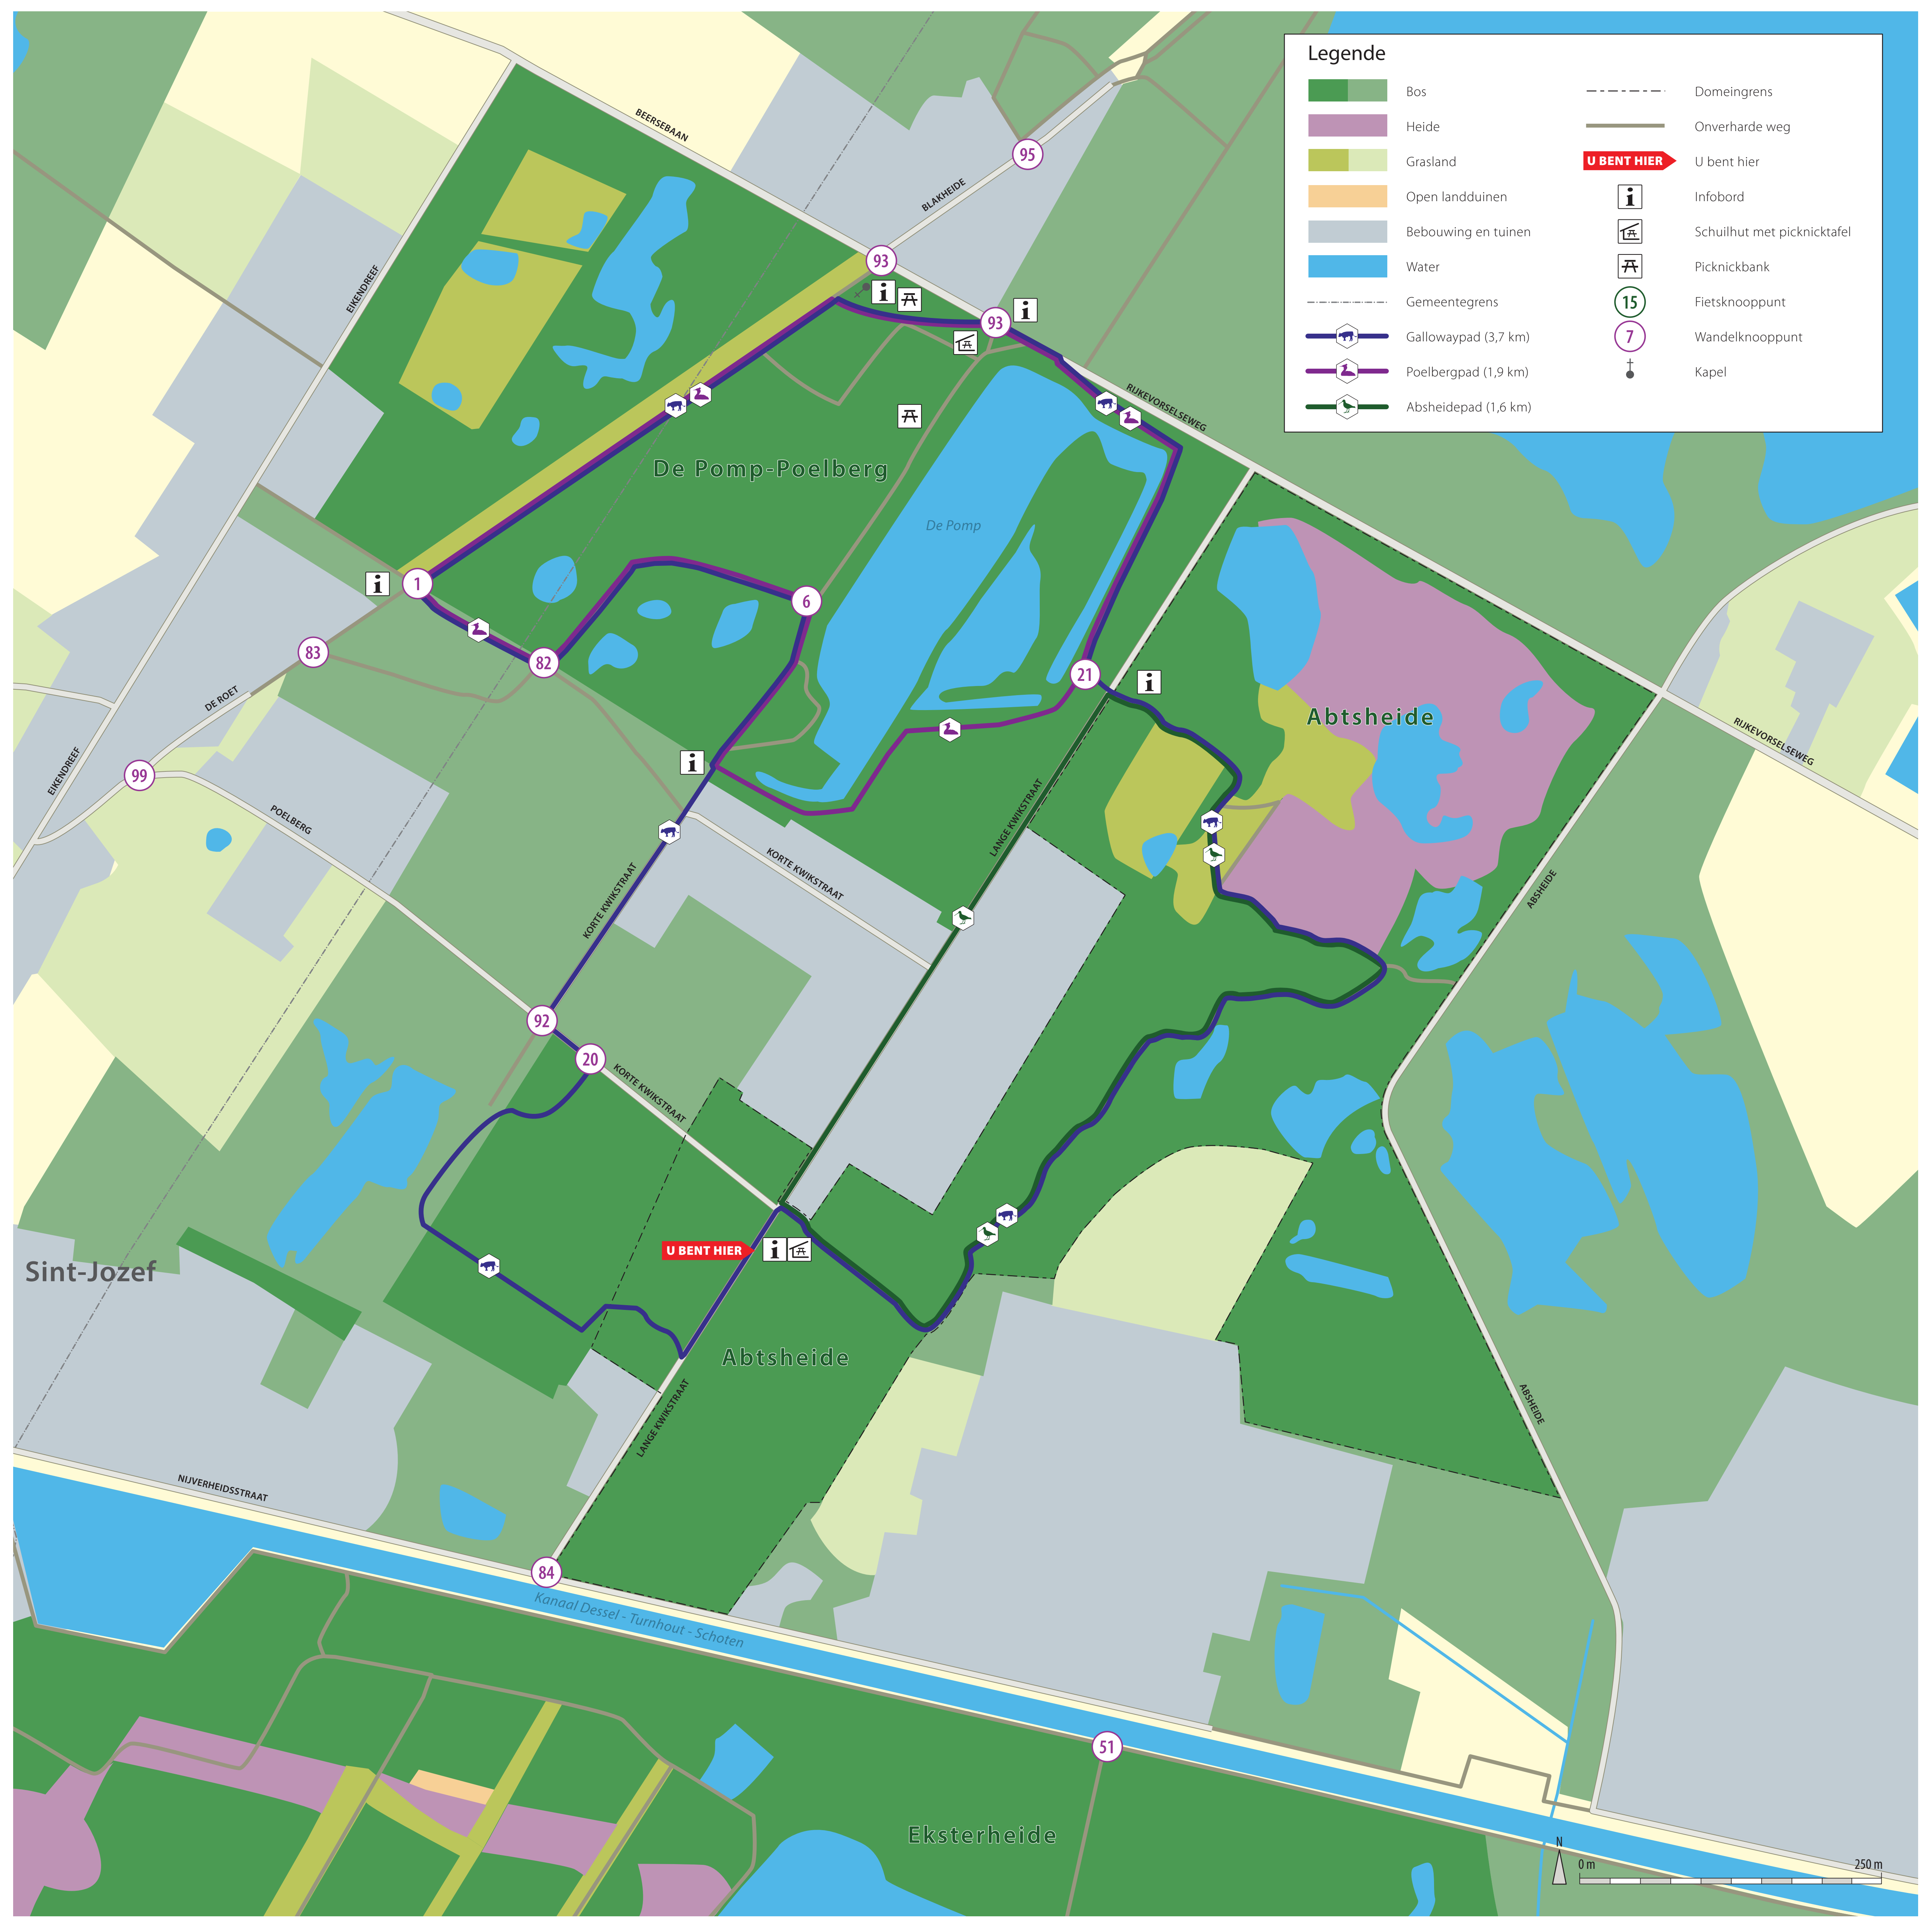 Legende
Bos
Heide
Grasland
Open landduinen
Bebouwing en tuinen
Water
Gemeentegrens
Gallowaypad (3,7 km)
Poelbergpad (1,9 km)
Absheidepad (1,6 km)
Domeingrens
Onverharde weg
U BENT HIER
U bent hier
i
Infobord
Schuilhut met picknicktafel
Picknickbank
15
Fietsknooppunt
7
Wandelknooppunt
Kapel
BEERSEBAAN
95
BLAKHEIDE
93
i
EIKENDREEF
93
i
RIJKEVORSELSEWEG
De Pomp-Poelberg
De Pomp
i
1
6
83
82
21
i
DE ROET
Abtsheide
RIJKEVORSELSEWEG
EIKENDREEF
99
i
POELBERG
LANGE KWIKSTRAAT
KORTE KWIKSTRAAT
KORTE KWIKSTRAAT
ABSHEIDE
92
20
KORTE KWIKSTRAAT
U BENT HIER
i
Sint-Jozef
Abtsheide
LANGE KWIKSTRAAT
ABSHEIDE
NIJVERHEIDSSTRAAT
84
Kanaal Dessel - Turnhout - Schoten
51
Eksterheide
N
0 m
250 m